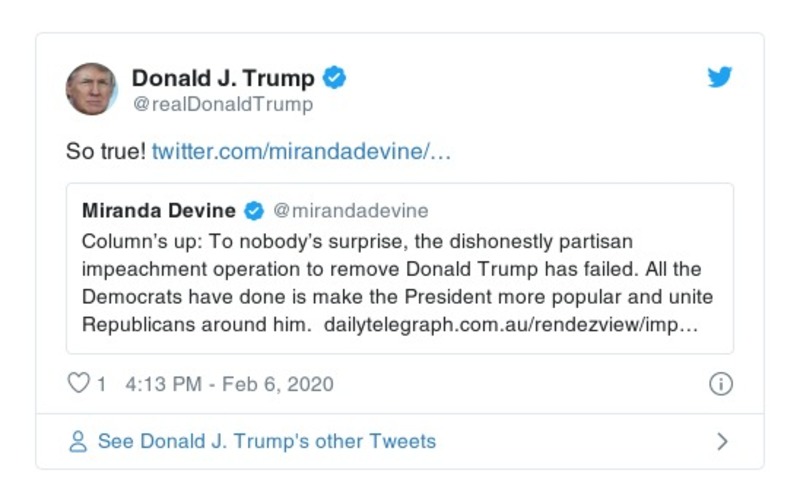 Donald J. Trump
@realDonaldTrump
So true! twitter.com/mirandadevine/…
Miranda Devine @mirandadevine
Column's up: To nobody's surprise, the dishonestly partisan
impeachment operation to remove Donald Trump has failed. All the
Democrats have done is make the President more popular and unite
Republicans around him.  dailytelegraph.com.au/rendezview/imp…
1 4:13 PM - Feb 6, 2020
See Donald J. Trump's other Tweets